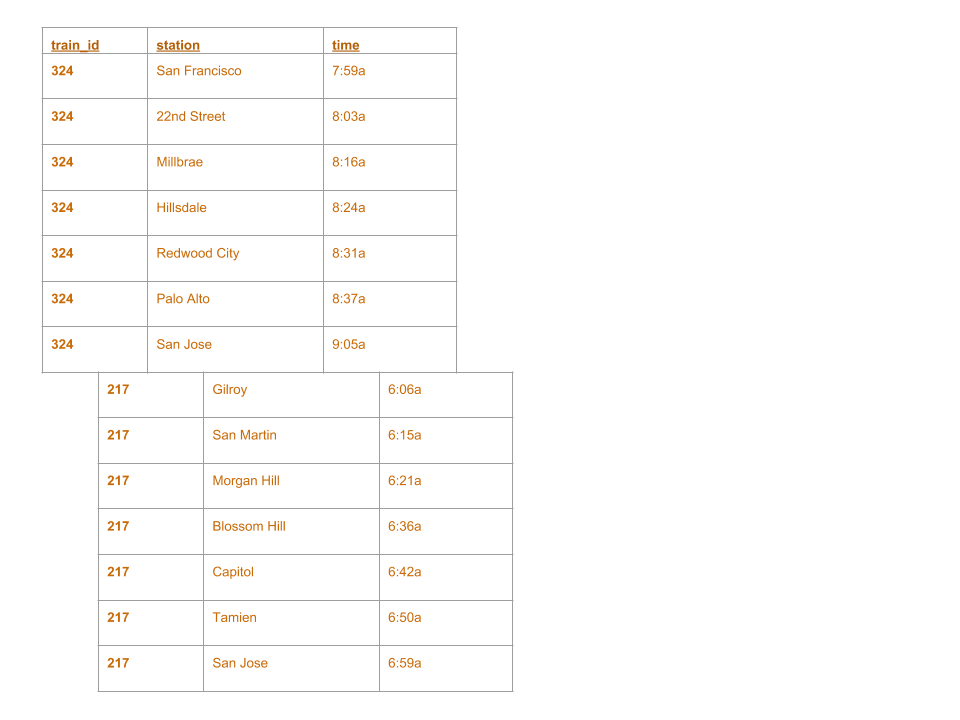 train_id station time
324 San Francisco 7:59a
324 22nd Street 8:03a
324 Millbrae 8:16a
324 Hillsdale 8:24a
324 Redwood City 8:31a
324 Palo Alto 8:37a
324 San Jose 9:05a
217 Gilroy 6:06a
217 San Martin 6:15a
217 Morgan Hill 6:21a
217 Blossom Hill 6:36a
217 Capitol 6:42a
217 Tamien 6:50a
217 San Jose 6:59a